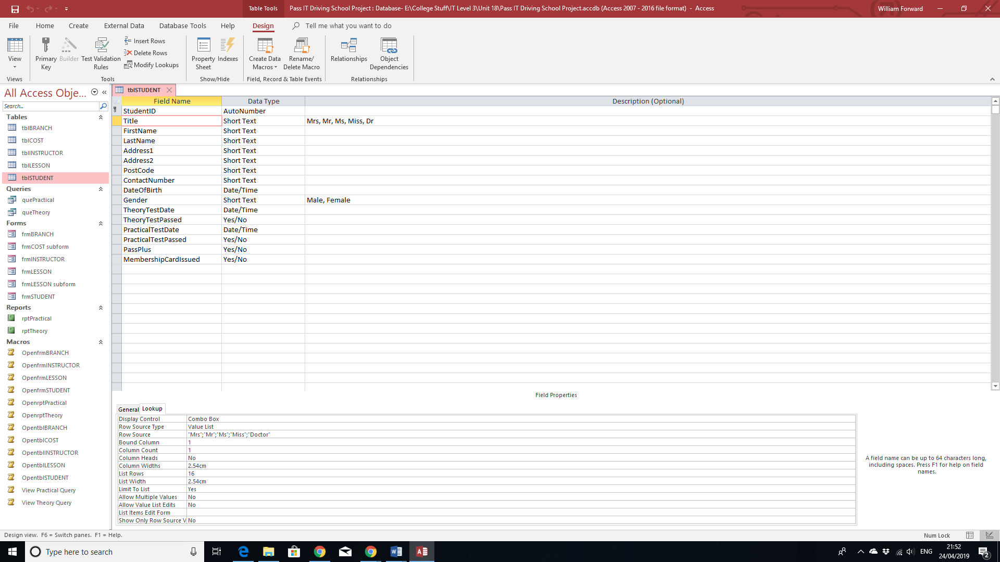 Table Tools
Pass IT Driving School Project : Database- E:\College Stuff\IT Level 3\Unit 18\Pass IT Driving School Project.accdb (Access 2007 - 2016 file format)  -  Access
William Forward
File Home Create External Data Database Tools Help Design Tell me what you want to do
View
Primary Key
Builder
Test Validation Rules
Insert Rows
Delete Rows
Modify Lookups
Property Sheet
Indexes
Create Data Macros
Rename/ Delete Macro
Relationships
Object Dependencies
Views
Tools
Show/Hide
Field, Record & Table Events
Relationships
All Access Obje...
Search...
Tables
tblBRANCH
tblCOST
tblINSTRUCTOR
tblLESSON
tblSTUDENT
Queries
quePractical
queTheory
Forms
frmBRANCH
frmCOST subform
frmINSTRUCTOR
frmLESSON
frmLESSON subform
frmSTUDENT
Reports
rptPractical
rptTheory
Macros
OpenfrmBRANCH
OpenfrmINSTRUCTOR
OpenfrmLESSON
OpenfrmSTUDENT
OpenrptPractical
OpenrptTheory
OpentblBRANCH
OpentblCOST
OpentblINSTRUCTOR
OpentblLESSON
OpentblSTUDENT
View Practical Query
View Theory Query
tblSTUDENT
Field Name Data Type Description (Optional)
StudentID AutoNumber
Title Short Text Mrs, Mr, Ms, Miss, Dr
FirstName Short Text
LastName Short Text
Address1 Short Text
Address2 Short Text
PostCode Short Text
ContactNumber Short Text
DateOfBirth Date/Time
Gender Short Text Male, Female
TheoryTestDate Date/Time
TheoryTestPassed Yes/No
PracticalTestDate Date/Time
PracticalTestPassed Yes/No
PassPlus Yes/No
MembershipCardIssued Yes/No
Field Properties
General Lookup
Display Control Combo Box
Row Source Type Value List
Row Source "Mrs";"Mr";"Ms";"Miss";"Doctor"
Bound Column 1
Column Count 1
Column Heads No
Column Widths 2.54cm
List Rows 16
List Width 2.54cm
Limit To List Yes
Allow Multiple Values No
Allow Value List Edits No
List Items Edit Form
Show Only Row Source V No
A field name can be up to 64 characters long,
including spaces. Press F1 for help on field
names.
Design view.  F6 = Switch panes.  F1 = Help.
Num Lock
Type here to search
ENG
21:52
24/04/2019
2